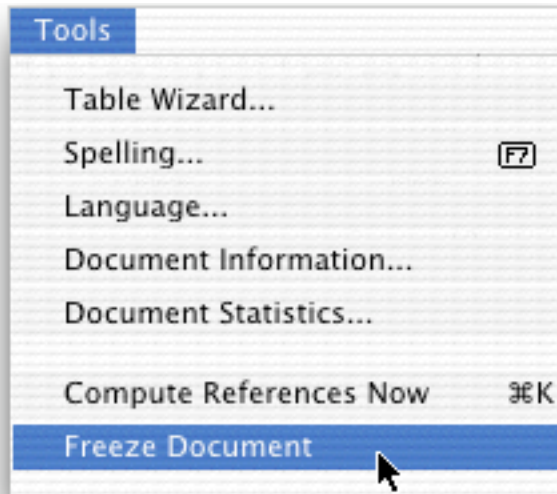 Tools
Table Wizard...
Spelling... F7
Language...
Document Information...
Document Statistics...
Compute References Now ⌘K
Freeze Document